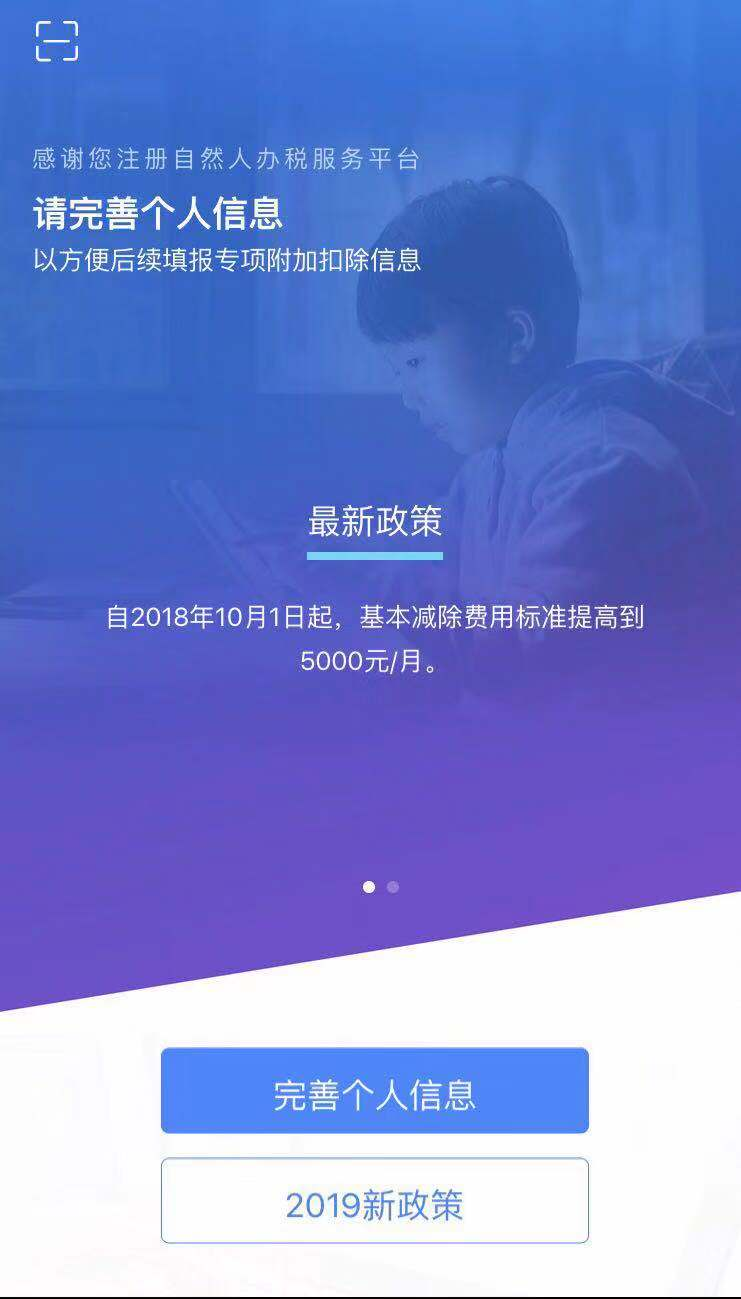 感谢您注册自然人办税服务平台
请完善个人信息
以方便后续填报专项附加扣除信息
最新政策
自2018年10月1日起，基本减除费用标准提高到
5000元/月。
完善个人信息
2019新政策